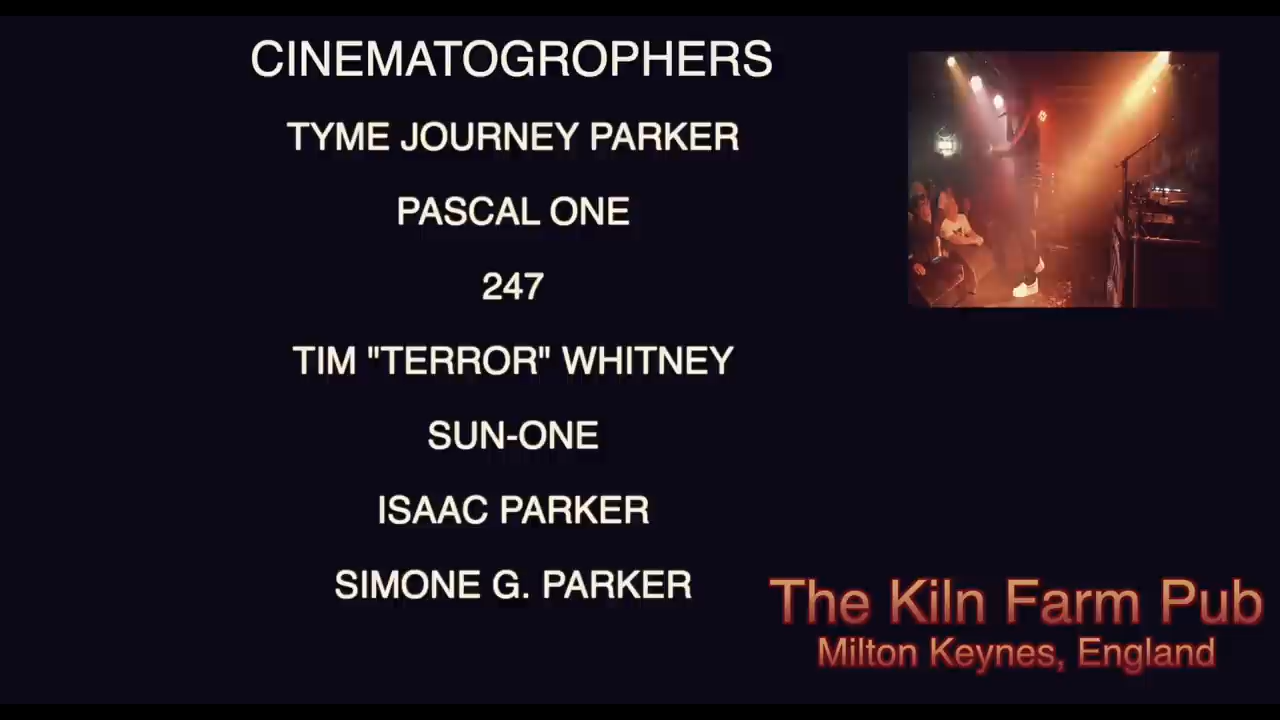 CINEMATOGROPHERS
TYME JOURNEY PARKER
PASCAL ONE
247
TIM "TERROR" WHITNEY
SUN-ONE
ISAAC PARKER
SIMONE G. PARKER
The Kiln Farm Pub
Milton Keynes, England